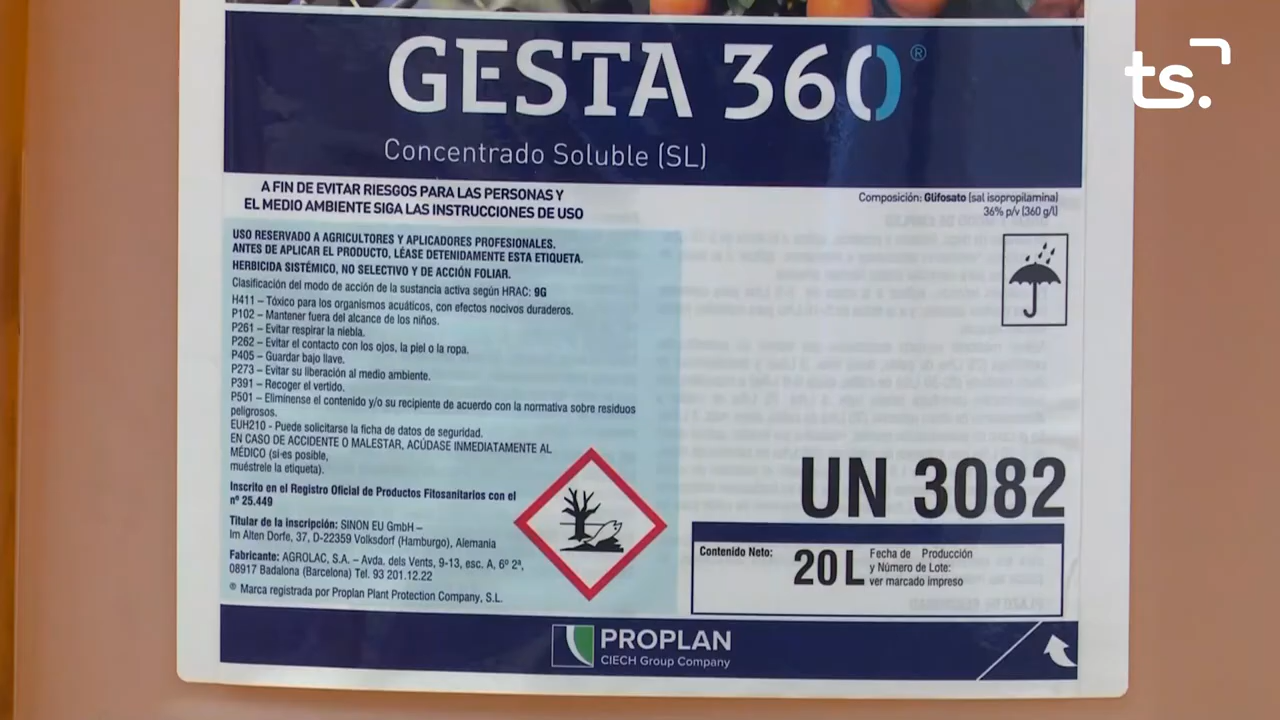 ts.
GESTA 360®
Concentrado Soluble (SL)
A FIN DE EVITAR RIESGOS PARA LAS PERSONAS Y
EL MEDIO AMBIENTE SIGA LAS INSTRUCCIONES DE USO
Composición: Glifosato (sal isopropilamina)
36% p/v (360 g/l)
USO RESERVADO A AGRICULTORES Y APLICADORES PROFESIONALES.
ANTES DE APLICAR EL PRODUCTO, LÉASE DETENIDAMENTE ESTA ETIQUETA.
HERBICIDA SISTÉMICO, NO SELECTIVO Y DE ACCIÓN FOLIAR.
Clasificación del modo de acción de la sustancia activa según HRAC: 9G
H411 – Tóxico para los organismos acuáticos, con efectos nocivos duraderos.
P102 – Mantener fuera del alcance de los niños.
P261 – Evitar respirar la niebla.
P262 – Evitar el contacto con los ojos, la piel o la ropa.
P405 – Guardar bajo llave.
P273 – Evitar su liberación al medio ambiente.
P391 – Recoger el vertido.
P501 – Elimínese el contenido y/o su recipiente de acuerdo con la normativa sobre residuos
peligrosos.
EUH210 - Puede solicitarse la ficha de datos de seguridad.
EN CASO DE ACCIDENTE O MALESTAR, ACÚDASE INMEDIATAMENTE AL
MÉDICO (si es posible,
muéstrele la etiqueta).
Inscrito en el Registro Oficial de Productos Fitosanitarios con el
nº 25.449
Titular de la inscripción: SINON EU GmbH –
Im Alten Dorfe, 37, D-22359 Volksdorf (Hamburgo), Alemania
Fabricante: AGROLAC, S.A. – Avda. dels Vents, 9-13, esc. A, 6º 2ª,
08917 Badalona (Barcelona) Tel. 93 201.12.22
® Marca registrada por Proplan Plant Protection Company, S.L.
UN 3082
Contenido Neto: 20 L
Fecha de Producción
y Número de Lote:
ver marcado impreso
PROPLAN
CIECH Group Company